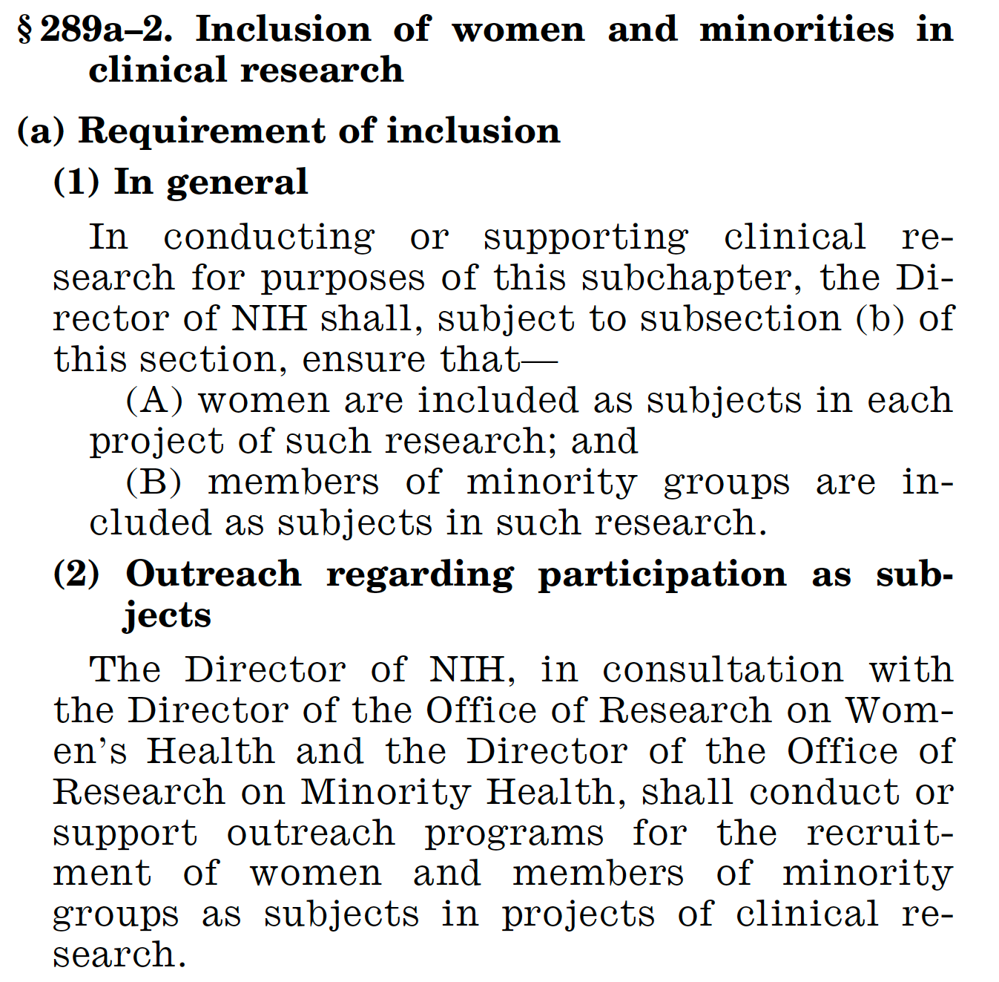 § 289a–2. Inclusion of women and minorities in
clinical research
(a) Requirement of inclusion
(1) In general
In conducting or supporting clinical re-
search for purposes of this subchapter, the Di-
rector of NIH shall, subject to subsection (b) of
this section, ensure that—
(A) women are included as subjects in each
project of such research; and
(B) members of minority groups are in-
cluded as subjects in such research.
(2) Outreach regarding participation as sub-
jects
The Director of NIH, in consultation with
the Director of the Office of Research on Wom-
en’s Health and the Director of the Office of
Research on Minority Health, shall conduct or
support outreach programs for the recruit-
ment of women and members of minority
groups as subjects in projects of clinical re-
search.